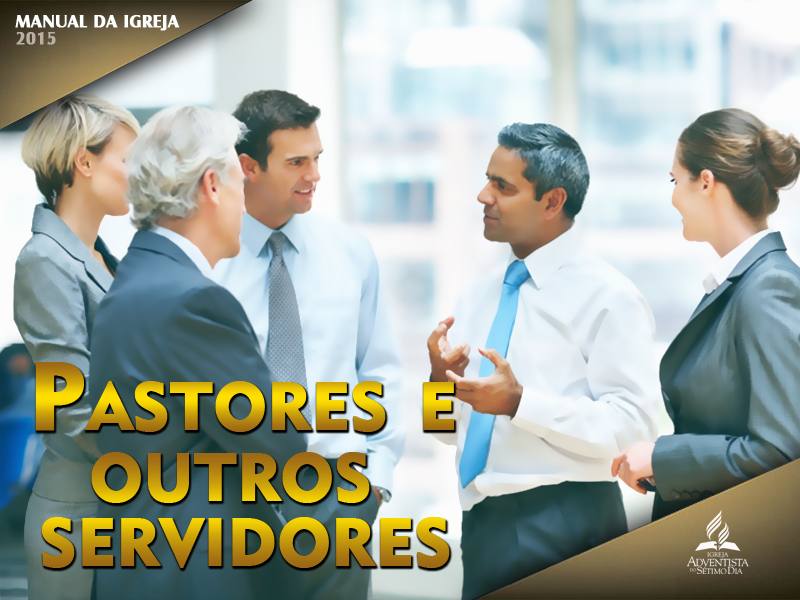 MANUAL DA IGREJA
2015
PASTORES E
OUTROS
SERVIDORES
IGREJA
ADVENTISTA
DO SÉTIMO DIA